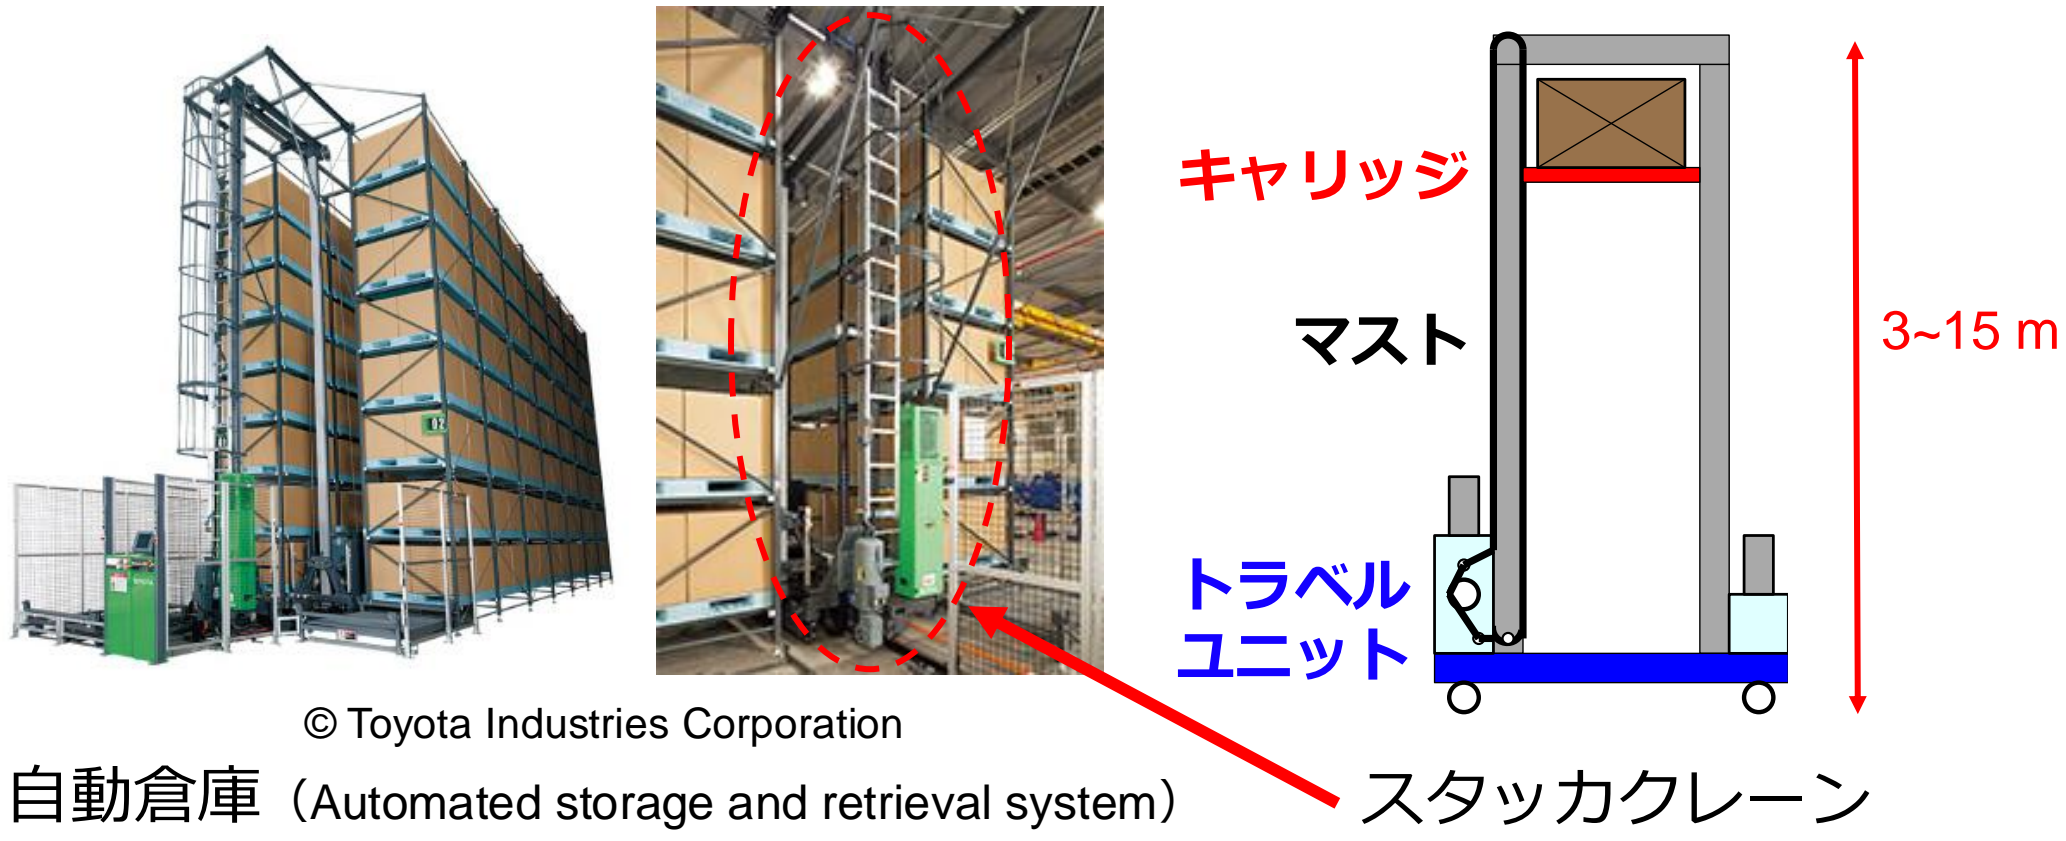 キャリッジ
マスト
3~15 m
トラベル
ユニット
02
© Toyota Industries Corporation
自動倉庫（Automated storage and retrieval system）
スタッカクレーン